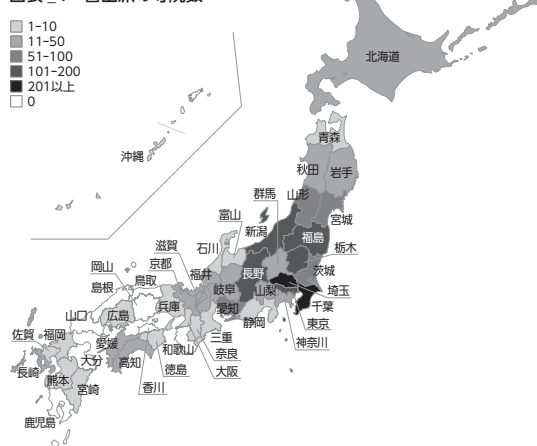 1-10
11-50
51-100
101-200
201以上
0
北海道
沖縄
青森
秋田
岩手
群馬
山形
富山
新潟
宮城
福島
栃木
滋賀
石川
京都
福井
長野
茨城
岡山
鳥取
島根
兵庫
岐阜
山梨
埼玉
山口
広島
愛知
静岡
千葉
東京
佐賀
福岡
愛媛
三重
神奈川
大分
高知
和歌山
奈良
長崎
熊本
徳島
大阪
宮崎
香川
鹿児島